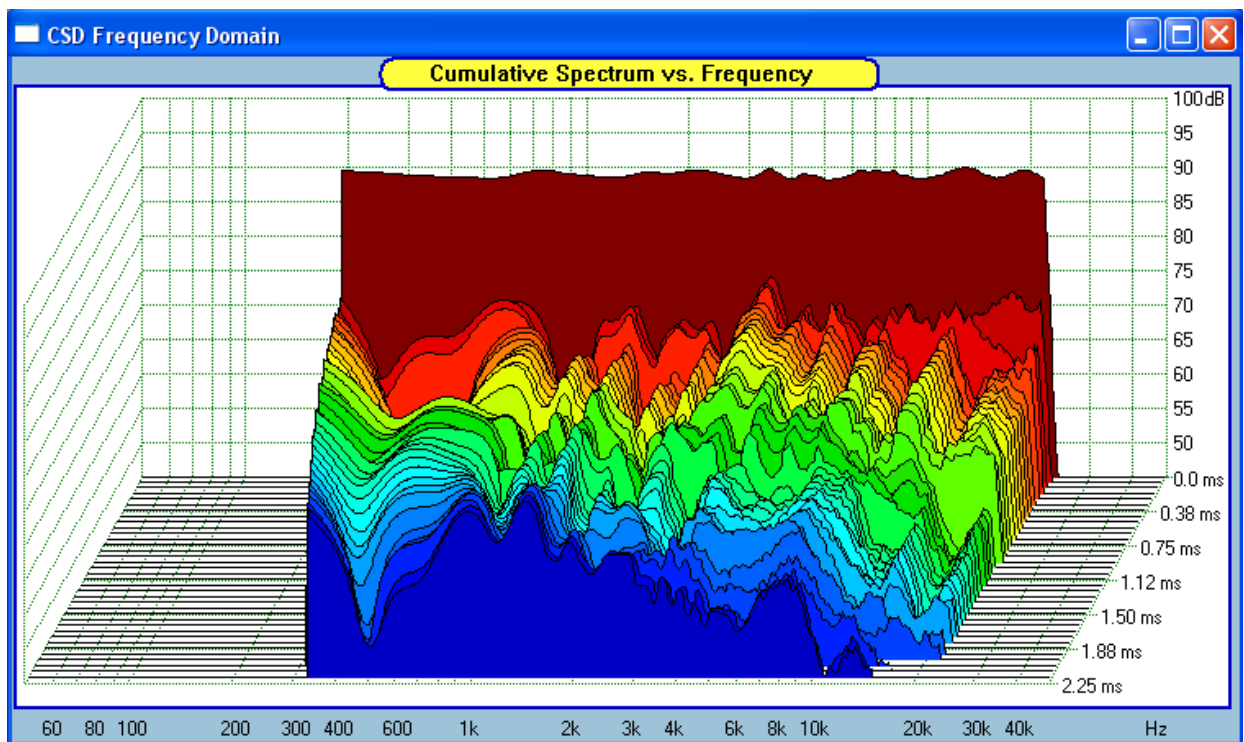 CSD Frequency Domain
Cumulative Spectrum vs. Frequency
100dB
95
90
85
80
75
70
65
60
55
50
0.0 ms
0.38 ms
0.75 ms
1.12 ms
1.50 ms
1.88 ms
2.25 ms
60 80 100 200 300 400 600 1k 2k 3k 4k 6k 8k 10k 20k 30k 40k Hz